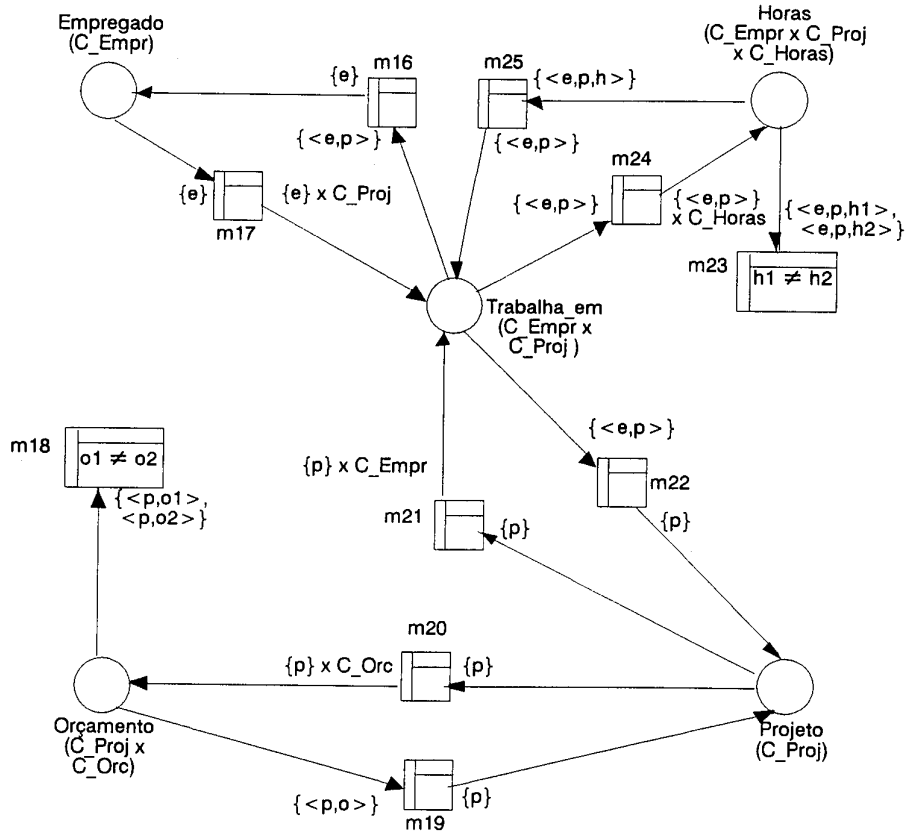 Empregado
(C_Empr)
Horas
(C_Empr x C_Proj
x C_Horas)
m16
m25
{e}
{<e,p,h>}
{<e,p>}
{<e,p>}
m24
{e}
{e} x C_Proj
m17
{<e,p>}
{<e,p>}
x C_Horas
{<e,p,h1>,
<e,p,h2>}
m23
h1 ≠ h2
Trabalha_em
(C_Empr x
C_Proj )
m18
o1 ≠ o2
{<p,o1>,
<p,o2>}
{<e,p>}
{p} x C_Empr
m22
m21
{p}
{p}
m20
{p} x C_Orc
{p}
Orçamento
(C_Proj x
C_Orc)
Projeto
(C_Proj)
{<p,o>}
{p}
m19